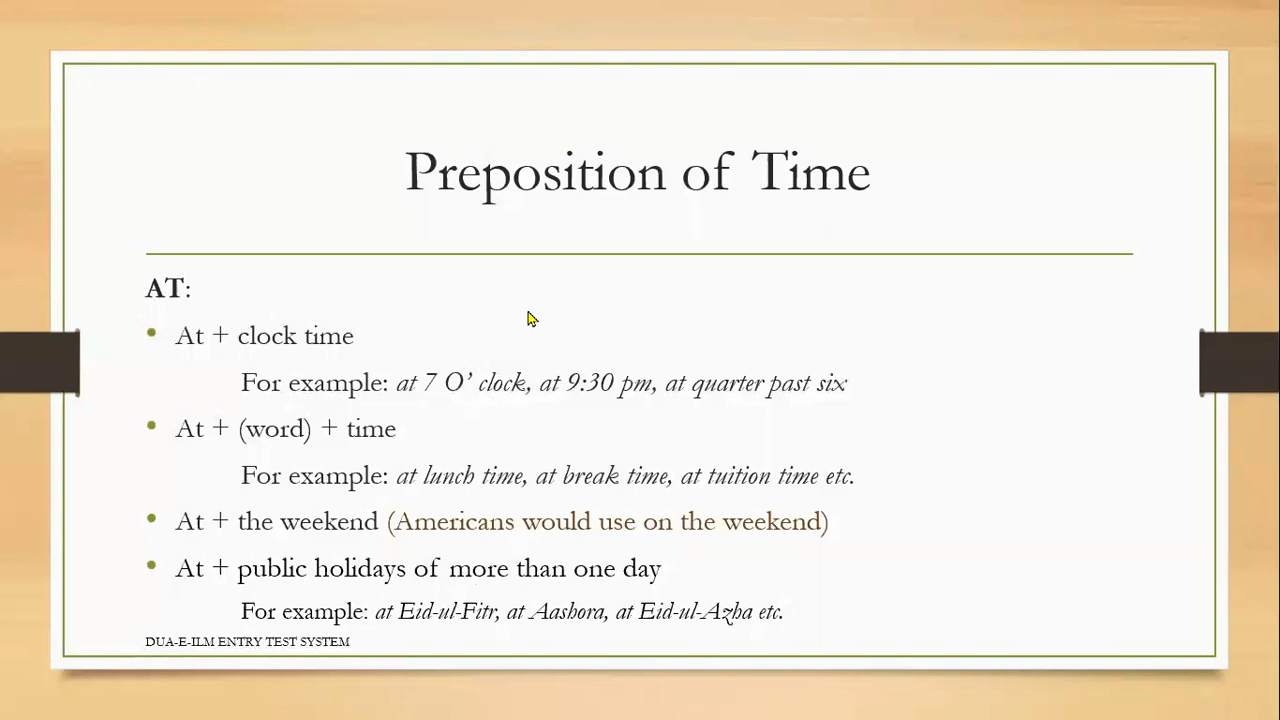 Preposition of Time
AT:
• At + clock time
For example: at 7 O’ clock, at 9:30 pm, at quarter past six
• At + (word) + time
For example: at lunch time, at break time, at tuition time etc.
• At + the weekend (Americans would use on the weekend)
• At + public holidays of more than one day
For example: at Eid-ul-Fitr, at Aashora, at Eid-ul-Azha etc.
DUA-E-ILM ENTRY TEST SYSTEM